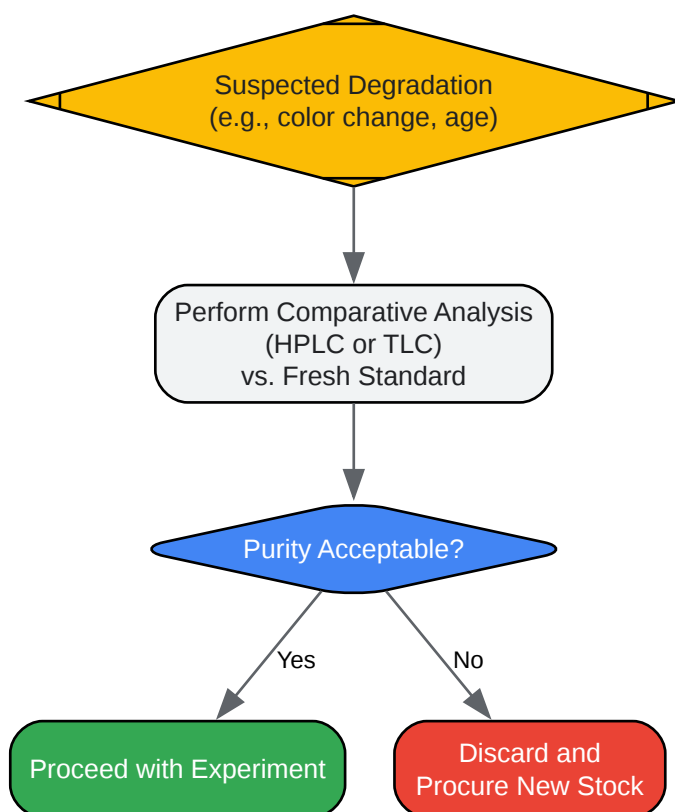 Suspected Degradation
(e.g., color change, age)
Perform Comparative Analysis
(HPLC or TLC)
vs. Fresh Standard
Purity Acceptable?
Yes
No
Proceed with Experiment
Discard and
Procure New Stock